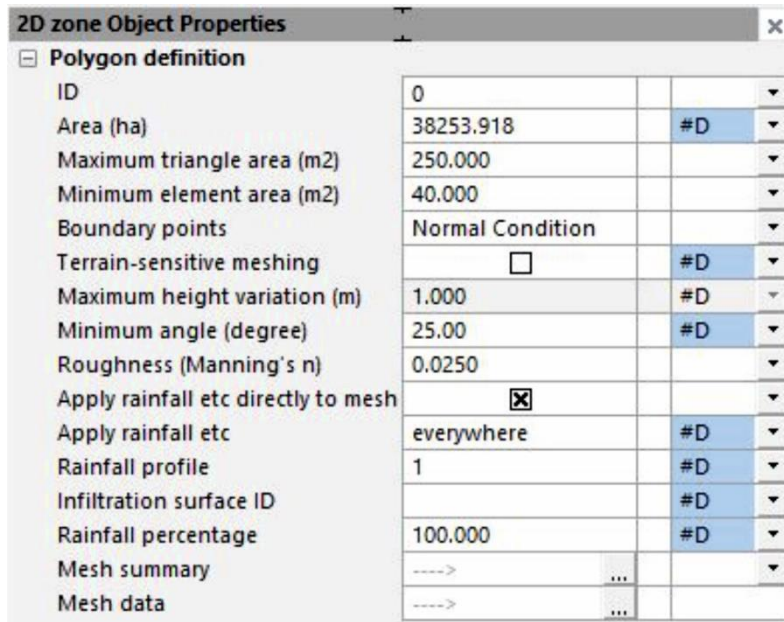 2D zone Object Properties
Polygon definition
ID 0
Area (ha) 38253.918 #D
Maximum triangle area (m2) 250.000
Minimum element area (m2) 40.000
Boundary points Normal Condition
Terrain-sensitive meshing #D
Maximum height variation (m) 1.000 #D
Minimum angle (degree) 25.00 #D
Roughness (Manning's n) 0.0250
Apply rainfall etc directly to mesh
Apply rainfall etc everywhere #D
Rainfall profile 1 #D
Infiltration surface ID #D
Rainfall percentage 100.000 #D
Mesh summary ----> ...
Mesh data ----> ...